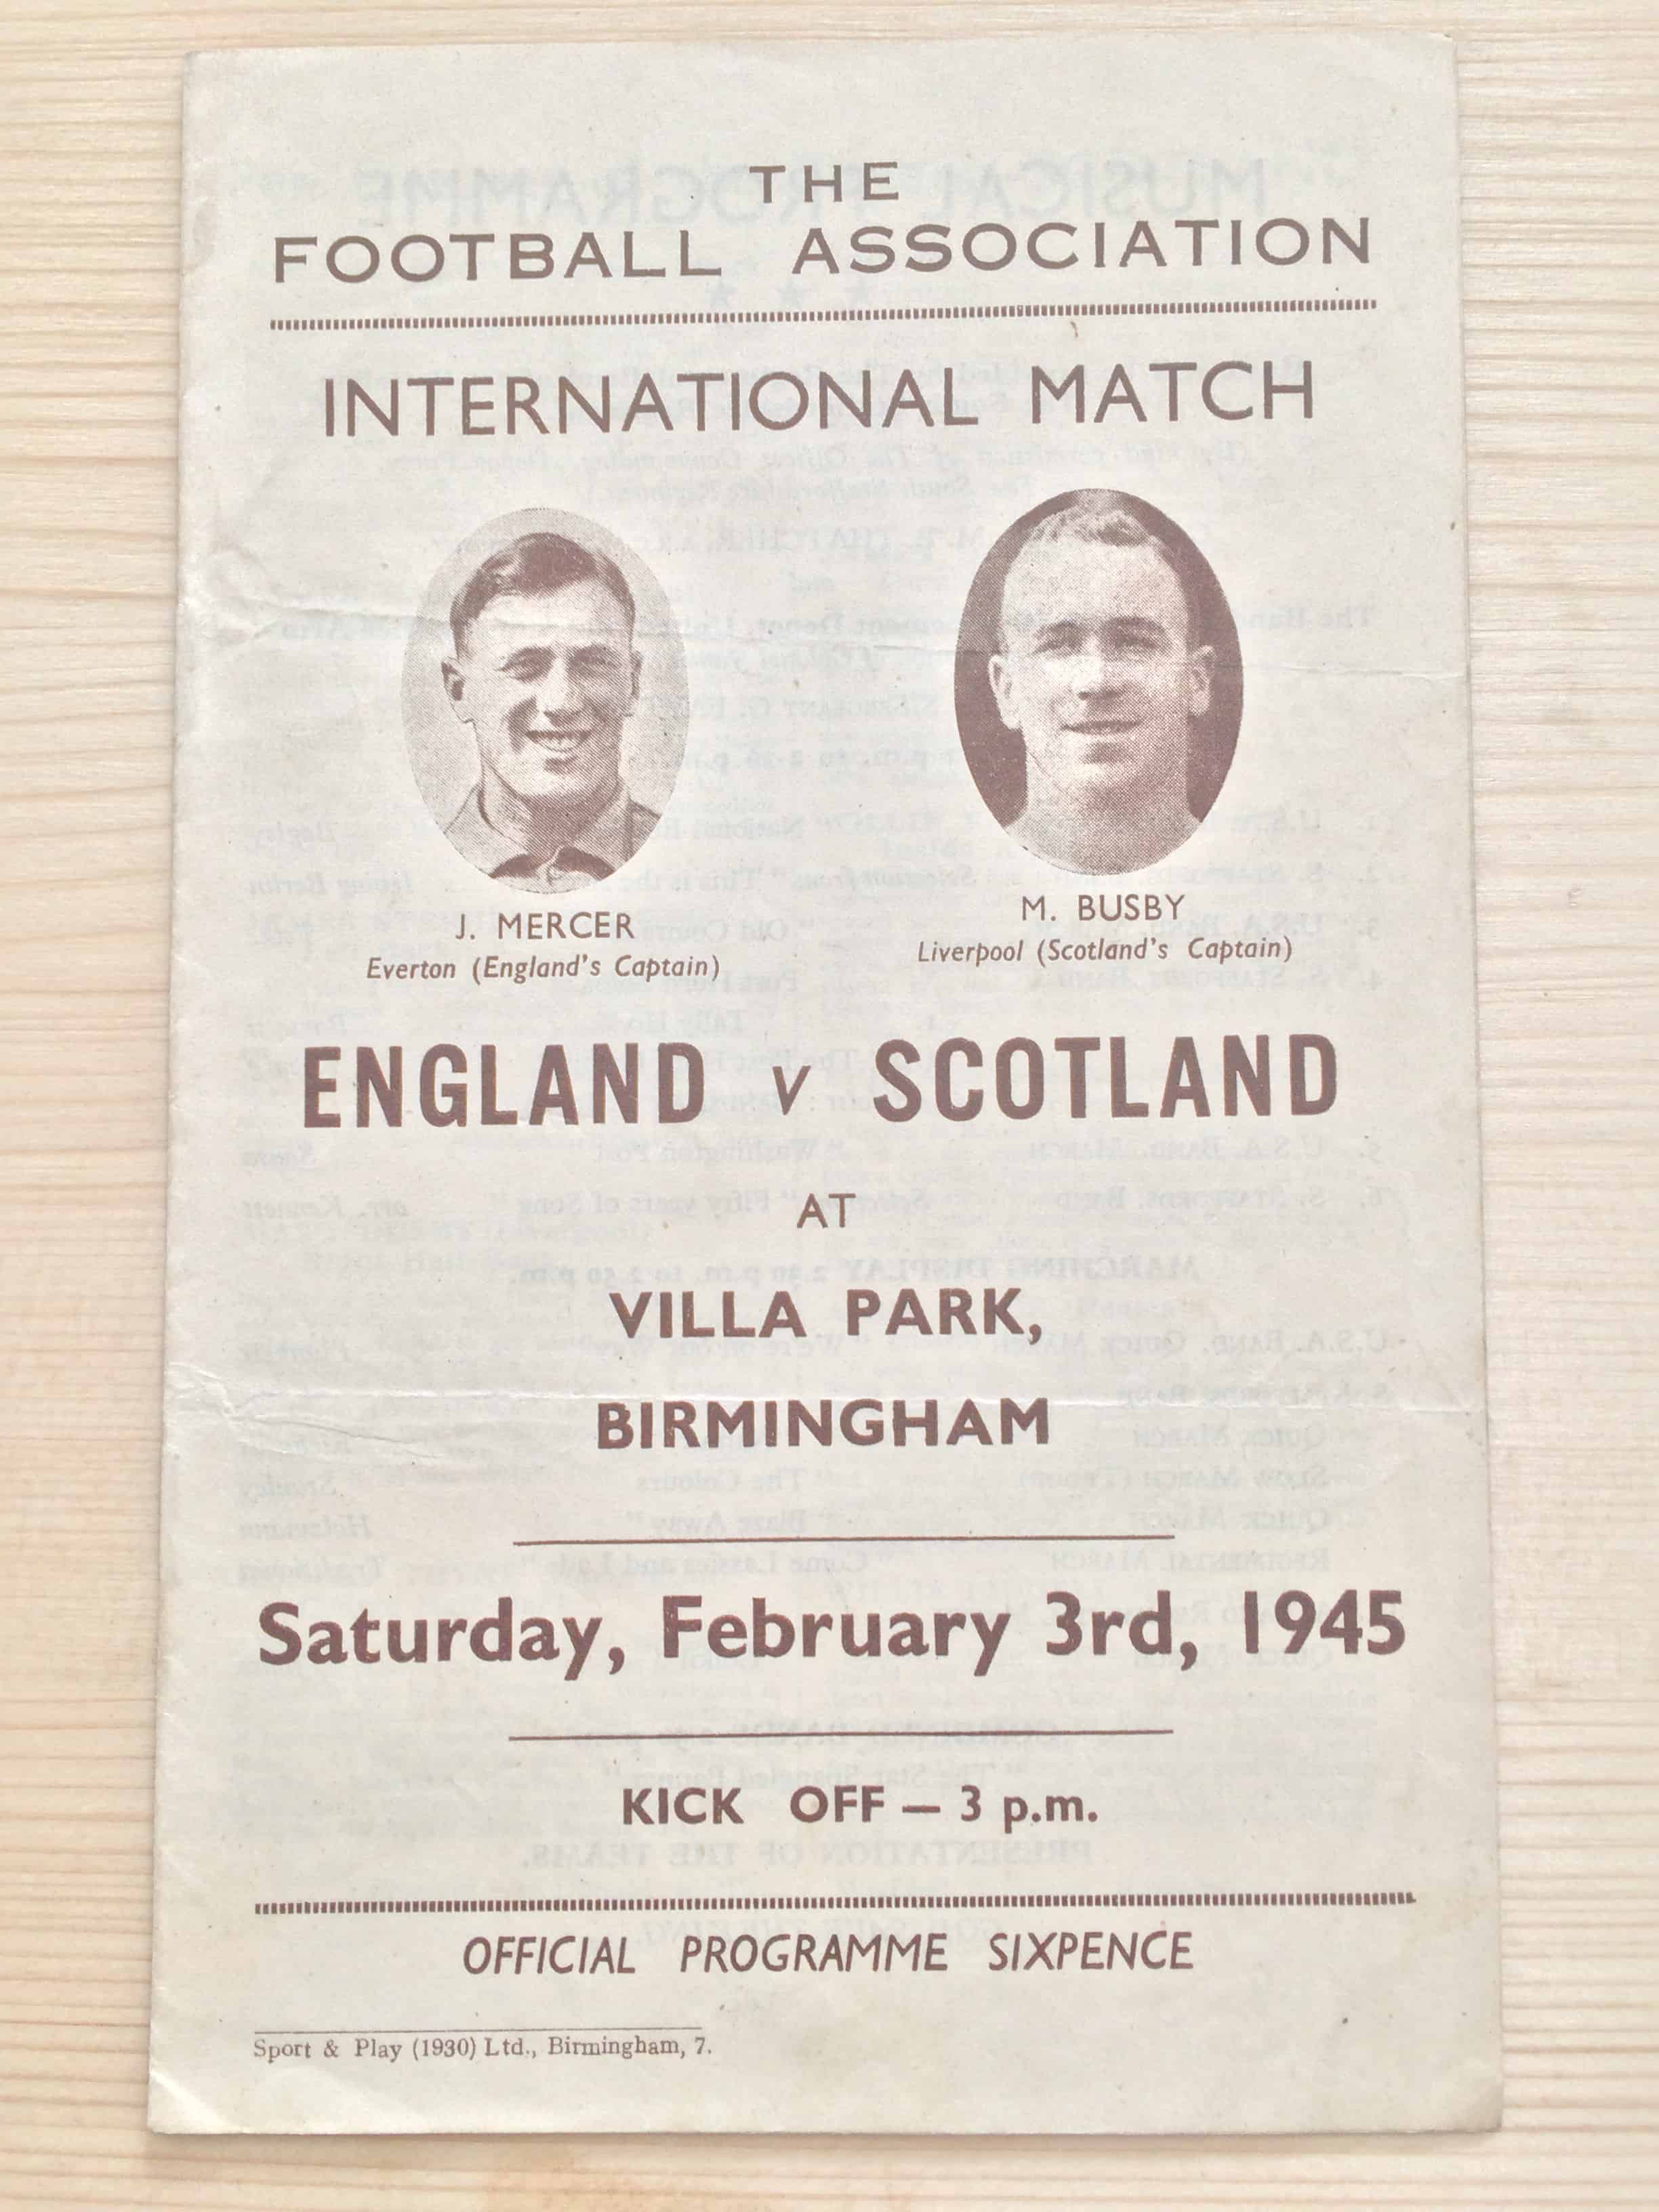 THE
FOOTBALL ASSOCIATION
INTERNATIONAL MATCH
J. MERCER
Everton (England's Captain)
M. BUSBY
Liverpool (Scotland's Captain)
ENGLAND v SCOTLAND
AT
VILLA PARK,
BIRMINGHAM
Saturday, February 3rd, 1945
KICK OFF — 3 p.m.
OFFICIAL PROGRAMME SIXPENCE
Sport & Play (1930) Ltd., Birmingham, 7.